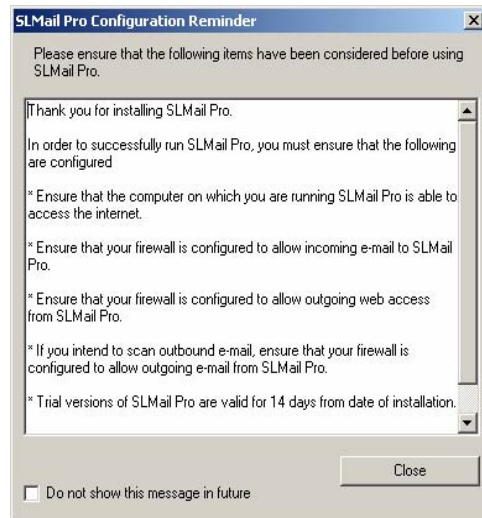 SLMail Pro Configuration Reminder
Please ensure that the following items have been considered before using
SLMail Pro.
Thank you for installing SLMail Pro.
In order to successfully run SLMail Pro, you must ensure that the following
are configured
* Ensure that the computer on which you are running SLMail Pro is able to
access the internet.
* Ensure that your firewall is configured to allow incoming e-mail to SLMail
Pro.
* Ensure that your firewall is configured to allow outgoing web access
from SLMail Pro.
* If you intend to scan outbound e-mail, ensure that your firewall is
configured to allow outgoing e-mail from SLMail Pro.
* Trial versions of SLMail Pro are valid for 14 days from date of installation.
Close
Do not show this message in future